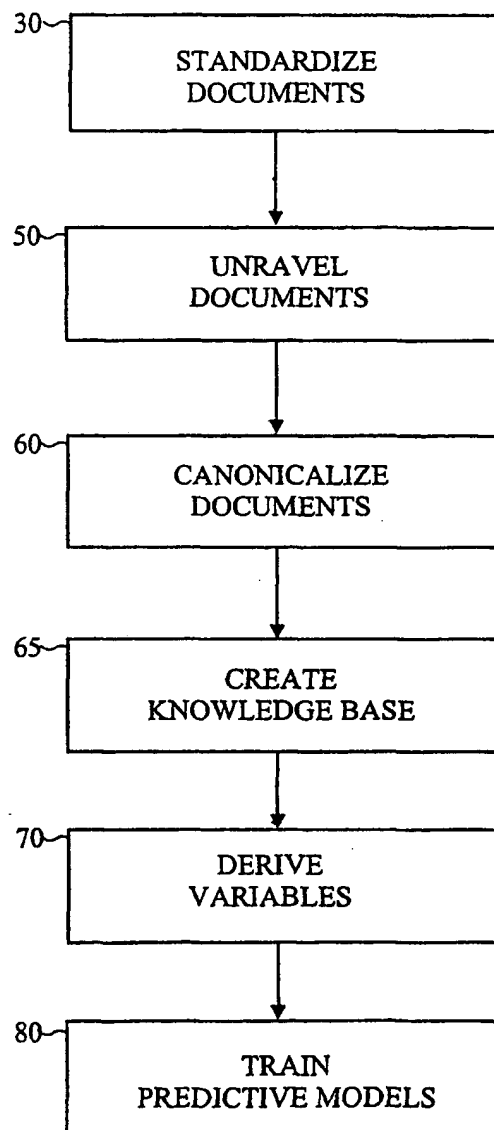 30
STANDARDIZE
DOCUMENTS
50
UNRAVEL
DOCUMENTS
60
CANONICALIZE
DOCUMENTS
65
CREATE
KNOWLEDGE BASE
70
DERIVE
VARIABLES
80
TRAIN
PREDICTIVE MODELS